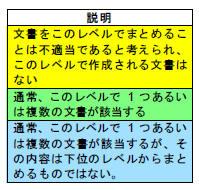 説明
文書をこのレベルでまとめるこ
とは不適当であると考えられ、
このレベルで作成される文書は
ない
通常、このレベルで 1 つあるい
は複数の文書が該当する
通常、このレベルで 1 つあるい
は複数の文書が該当するが、そ
の内容は下位のレベルからまと
めるものではない。